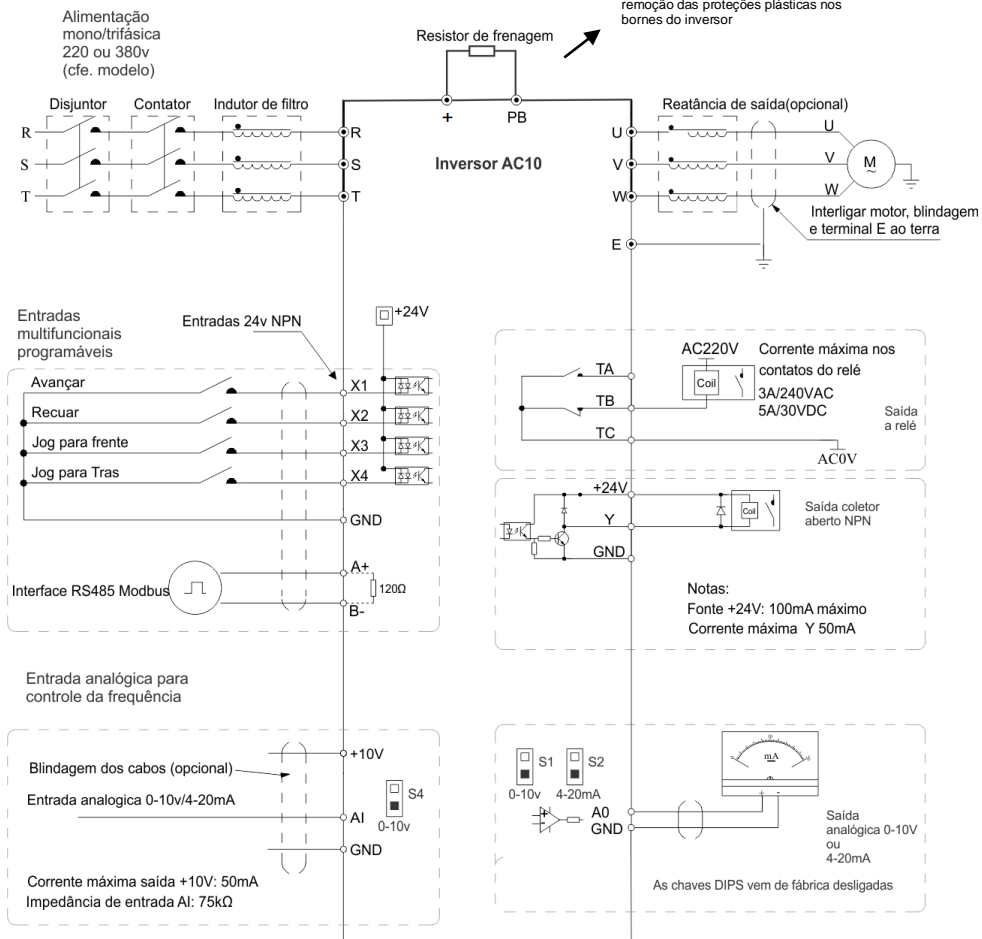 remoção das proteções plásticas nos
bornes do inversor
Alimentação
mono/trifásica
220 ou 380v
(cfe. modelo)
Resistor de frenagem
+
PB
Disjuntor
Contator
Indutor de filtro
Reatância de saída(opcional)
R
S
T
R
S
T
Inversor AC10
U
V
W
U
V
W
M
~
Interligar motor, blindagem
e terminal E ao terra
E
Entradas
multifuncionais
programáveis
Entradas 24v NPN
+24V
Avançar
X1
Recuar
X2
Jog para frente
X3
Jog para Tras
X4
GND
Interface RS485 Modbus
A+
120Ω
B-
TA
TB
TC
AC220V
Coil
Corrente máxima nos
contatos do relé
3A/240VAC
5A/30VDC
Saída
a relé
AC0V
+24V
Y
GND
Coil
Saída coletor
aberto NPN
Notas:
Fonte +24V: 100mA máximo
Corrente máxima Y 50mA
Entrada analógica para
controle da frequência
+10V
Blindagem dos cabos (opcional)
Entrada analogica 0-10v/4-20mA
S4
0-10v
AI
GND
Corrente máxima saída +10V: 50mA
Impedância de entrada AI: 75kΩ
S1
S2
0-10v
4-20mA
mA
+ -
A0
GND
Saída
analógica 0-10V
ou
4-20mA
As chaves DIPS vem de fábrica desligadas